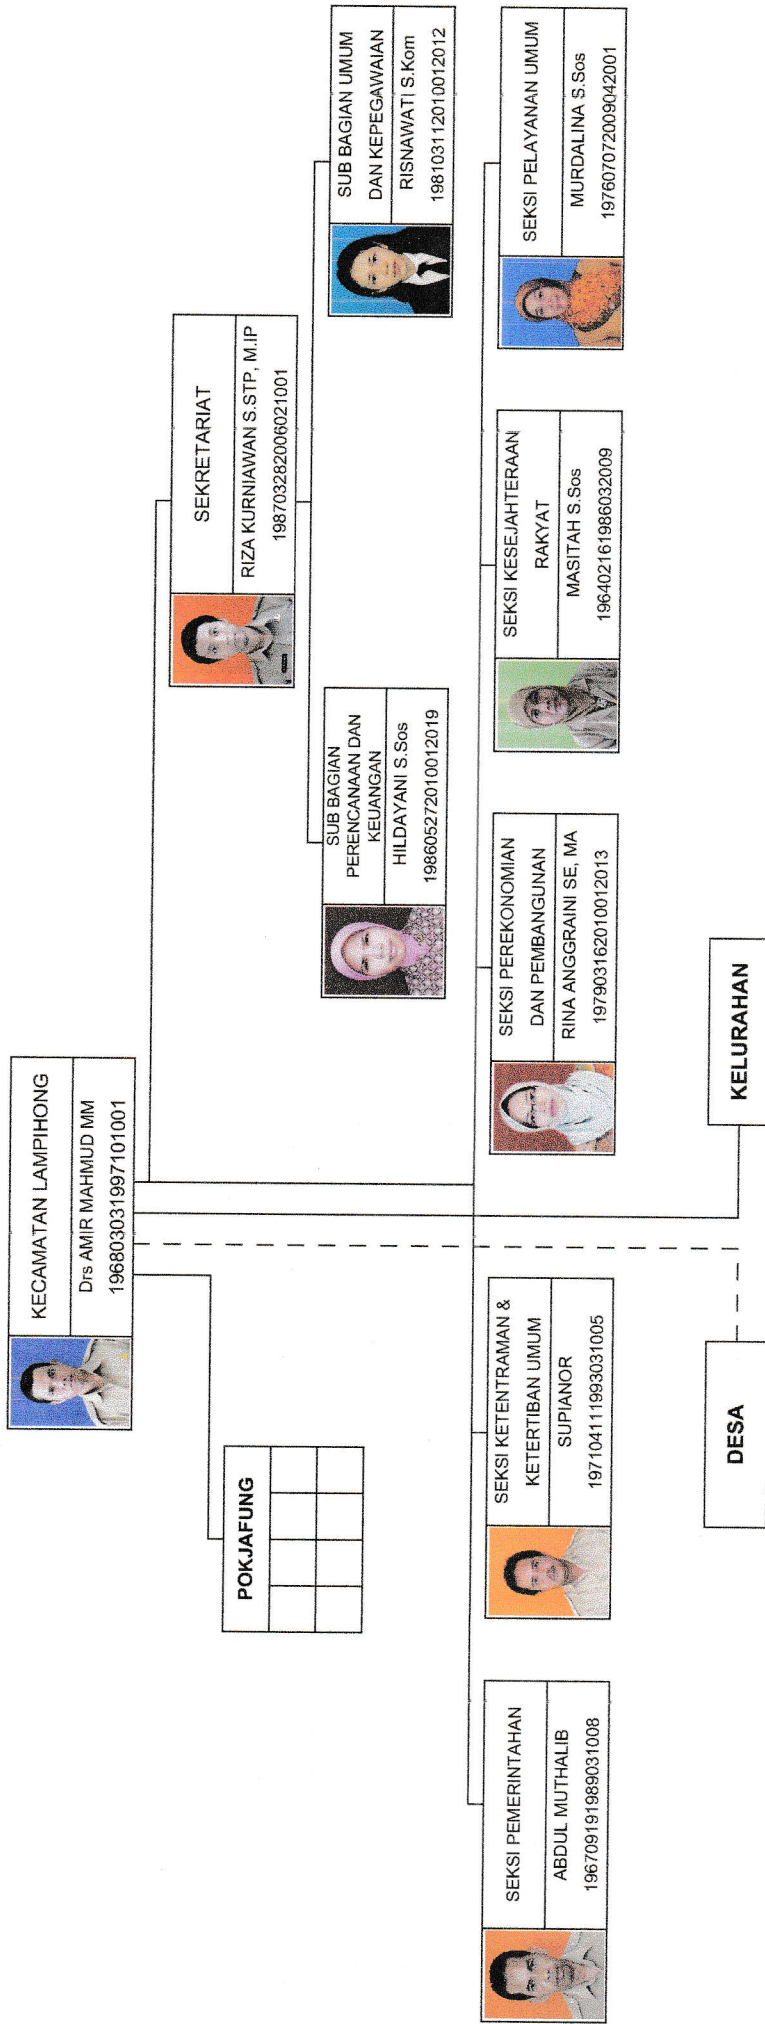 KECAMATAN LAMPIHONG
Drs AMIR MAHMUD MM
196803031997101001
POKJAFUNG
SEKRETARIAT
RIZA KURNIAWAN S.STP, M.IP
198703282006021001
SUB BAGIAN
PERENCANAAN DAN
KEUANGAN
HILDAYANI S.Sos
198605272010012019
SUB BAGIAN UMUM
DAN KEPEGAWAIAN
RISNAWATI S.Kom
198103112010012012
SEKSI PEMERINTAHAN
ABDUL MUTHALIB
196709191989031008
SEKSI KETENTRAMAN &
KETERTIBAN UMUM
SUPIANOR
197104111993031005
SEKSI PEREKONOMIAN
DAN PEMBANGUNAN
RINA ANGGRAINI SE, MA
197903162010012013
SEKSI KESEJAHTERAAN
RAKYAT
MASITAH S.Sos
196402161986032009
SEKSI PELAYANAN UMUM
MURDALINA S.Sos
197607072009042001
DESA
KELURAHAN